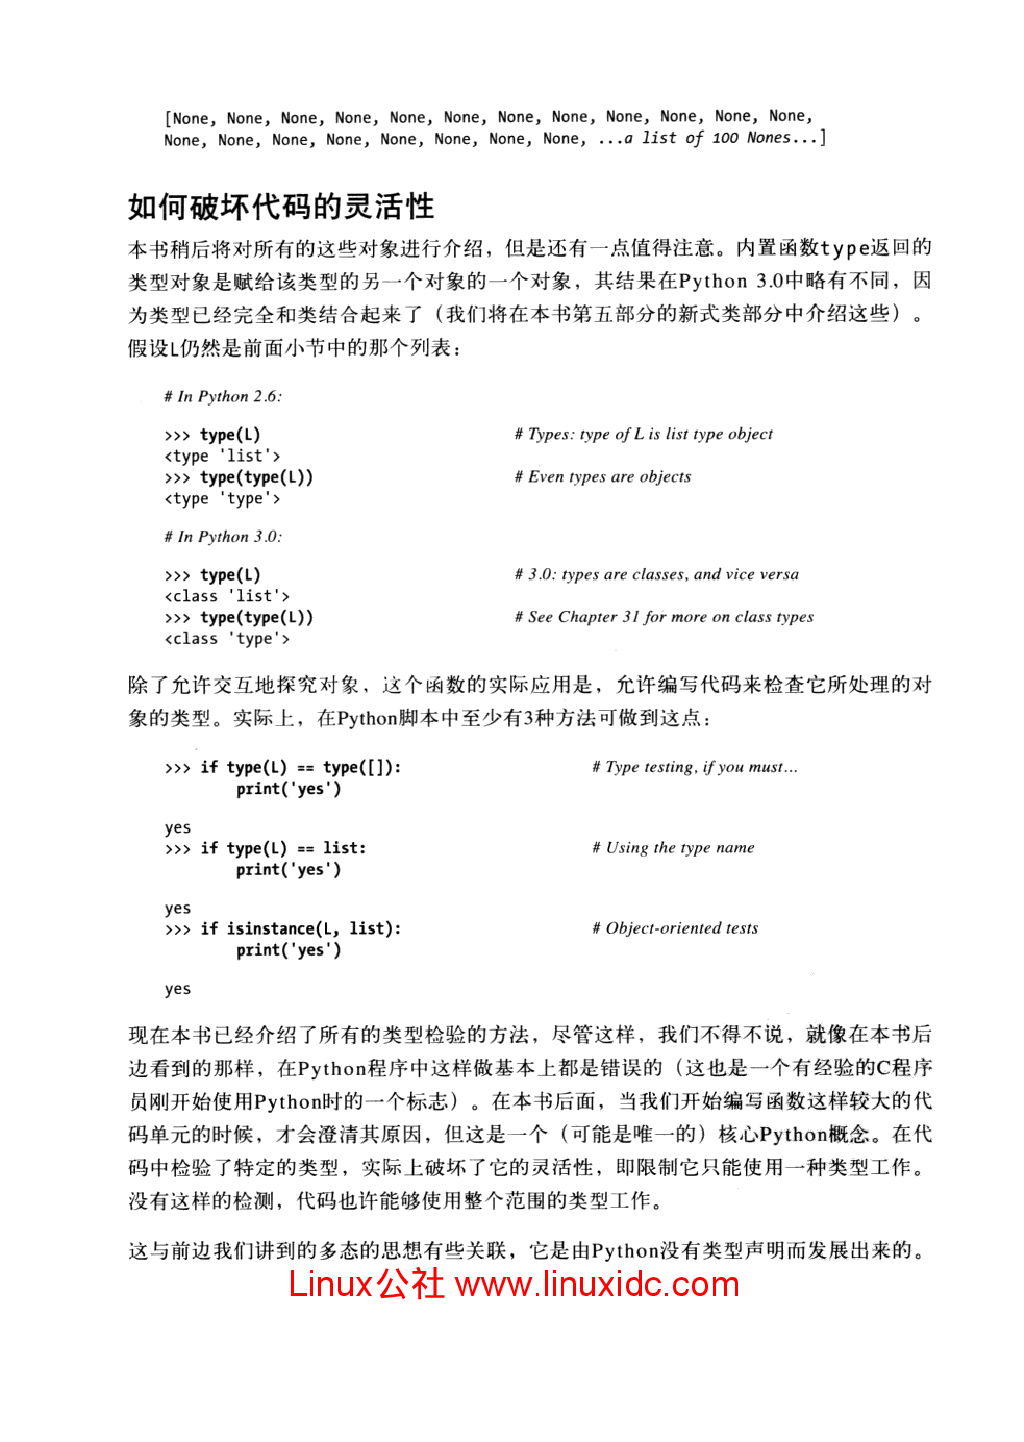 [None, None, None, None, None, None, None, None, None, None, None, None,
None, None, None, None, None, None, None, None, ...a list of 100 Nones...]
如何破坏代码的灵活性
本书稍后将对所有的这些对象进行介绍，但是还有一点值得注意。内置函数type返回的
类型对象是赋给该类型的另一个对象的一个对象，其结果在Python 3.0中略有不同，因
为类型已经完全和类结合起来了（我们将在本书第五部分的新式类部分中介绍这些）。
假设L仍然是前面小节中的那个列表：
# In Python 2.6:
>>> type(L) # Types: type of L is list type object
<type 'list'>
>>> type(type(L)) # Even types are objects
<type 'type'>
# In Python 3.0:
>>> type(L) # 3.0: types are classes, and vice versa
<class 'list'>
>>> type(type(L)) # See Chapter 31 for more on class types
<class 'type'>
除了允许交互地探究对象，这个函数的实际应用是，允许编写代码来检查它所处理的对
象的类型。实际上，在Python脚本中至少有3种方法可做到这点：
>>> if type(L) == type([]): # Type testing, if you must...
print('yes')
yes
>>> if type(L) == list: # Using the type name
print('yes')
yes
>>> if isinstance(L, list): # Object-oriented tests
print('yes')
yes
现在本书已经介绍了所有的类型检验的方法，尽管这样，我们不得不说，就像在本书后
边看到的那样，在Python程序中这样做基本上都是错误的（这也是一个有经验的C程序
员刚开始使用Python时的一个标志）。在本书后面，当我们开始编写函数这样较大的代
码单元的时候，才会澄清其原因，但这是一个（可能是唯一的）核心Python概念。在代
码中检验了特定的类型，实际上破坏了它的灵活性，即限制它只能使用一种类型工作。
没有这样的检测，代码也许能够使用整个范围的类型工作。
这与前边我们讲到的多态的思想有些关联，它是由Python没有类型声明而发展出来的。
Linux公社 www.linuxidc.com